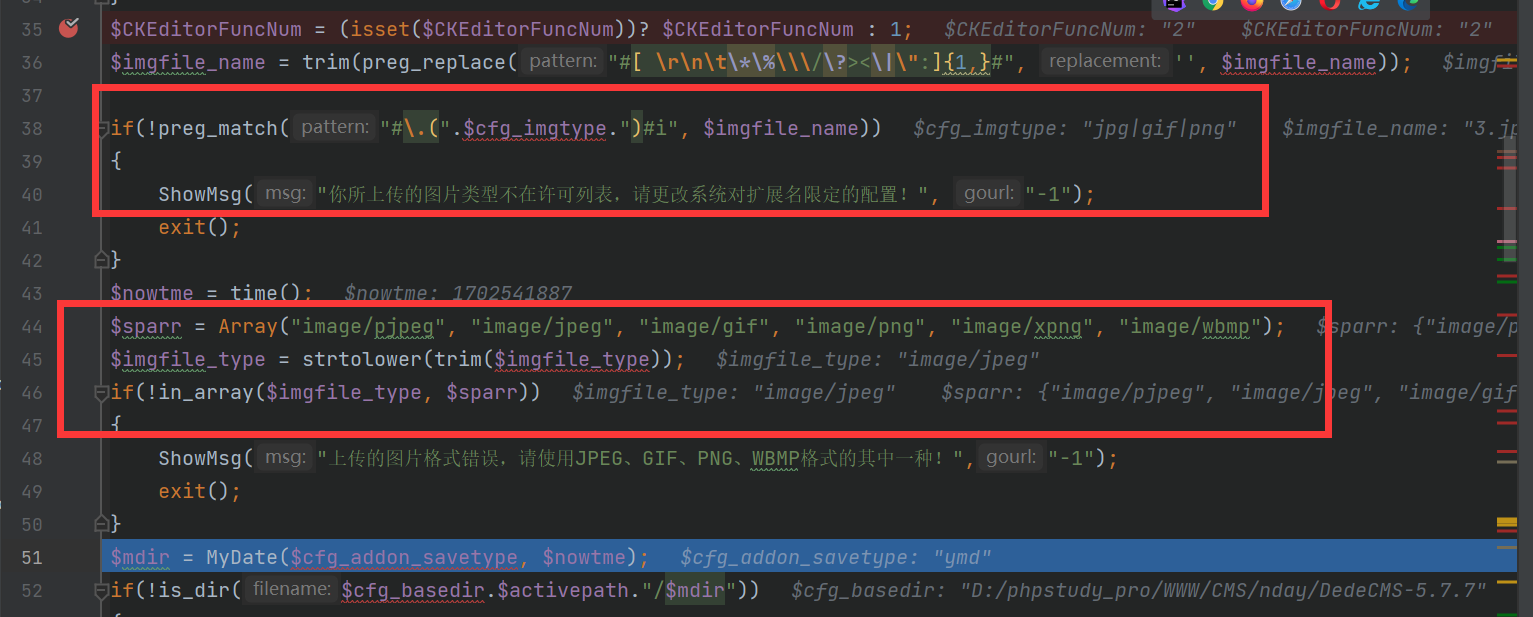 35 $CKEditorFuncNum = (isset($CKEditorFuncNum))? $CKEditorFuncNum : 1; $CKEditorFuncNum: "2" $CKEditorFuncNum: "2"
36 $imgfile_name = trim(preg_replace( pattern: "#[ \r\n\t\*\%\\\/\?><\|\":]{1,}#", replacement: '', $imgfile_name)); $imgfi
37
38 if(!preg_match( pattern: "#\.(".$cfg_imgtype.")#i", $imgfile_name)) $cfg_imgtype: "jpg|gif|png" $imgfile_name: "3.jp
39 {
40 ShowMsg( msg: "你所上传的图片类型不在许可列表，请更改系统对扩展名限定的配置！", gourl: "-1");
41 exit();
42 }
43 $nowtme = time(); $nowtme: 1702541887
44 $sparr = Array("image/pjpeg", "image/jpeg", "image/gif", "image/png", "image/xpng", "image/wbmp"); $sparr: {"image/p
45 $imgfile_type = strtolower(trim($imgfile_type)); $imgfile_type: "image/jpeg"
46 if(!in_array($imgfile_type, $sparr)) $imgfile_type: "image/jpeg" $sparr: {"image/pjpeg", "image/jpeg", "image/gif
47 {
48 ShowMsg( msg: "上传的图片格式错误，请使用JPEG、GIF、PNG、WBMP格式的其中一种！", gourl: "-1");
49 exit();
50 }
51 $mdir = MyDate($cfg_addon_savetype, $nowtme); $cfg_addon_savetype: "ymd"
52 if(!is_dir( filename: $cfg_basedir.$activepath."/$mdir")) $cfg_basedir: "D:/phpstudy_pro/WWW/CMS/nday/DedeCMS-5.7.7"